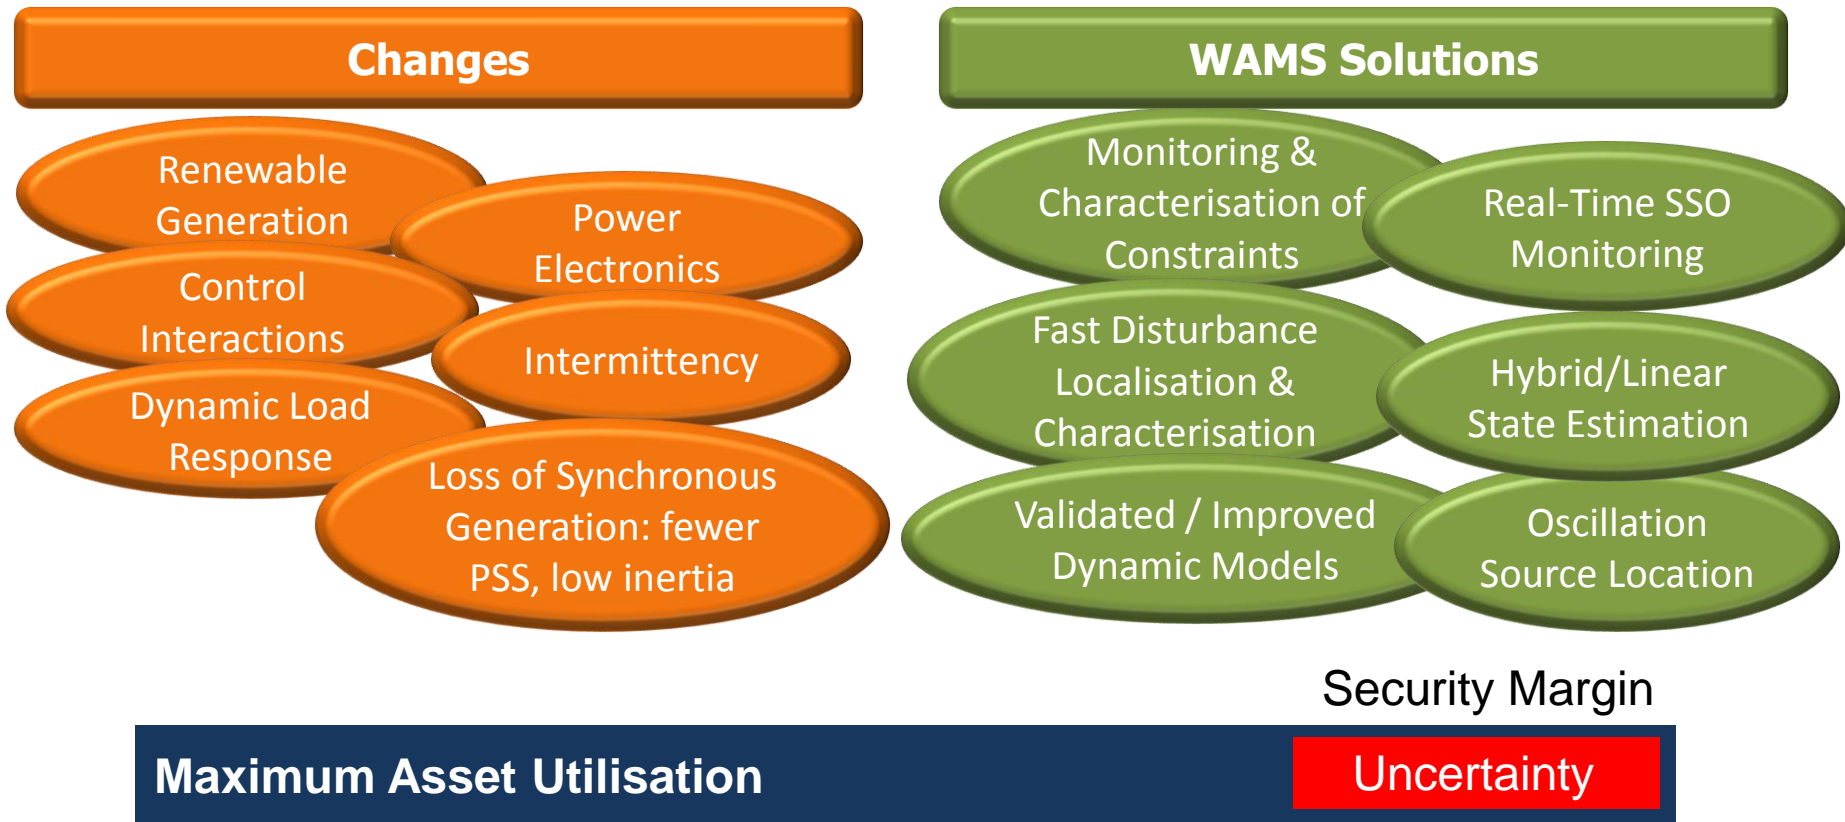 Changes
Renewable
Generation
Power
Electronics
Control
Interactions
Intermittency
Dynamic Load
Response
Loss of Synchronous
Generation: fewer
PSS, low inertia
WAMS Solutions
Monitoring &
Characterisation of
Constraints
Real-Time SSO
Monitoring
Fast Disturbance
Localisation &
Characterisation
Hybrid/Linear
State Estimation
Validated / Improved
Dynamic Models
Oscillation
Source Location
Security Margin
Maximum Asset Utilisation
Uncertainty